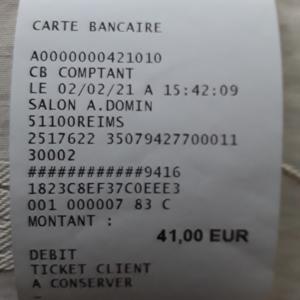 CARTE BANCAIRE
A0000000421010
CB COMPTANT
LE 02/02/21 A 15:42:09
SALON A.DOMIN
51100REIMS
2517622 35079427700011
30002
############9416
1823C8EF37C0EEE3
001 000007 83 C
MONTANT :
41,00 EUR
DEBIT
TICKET CLIENT
A CONSERVER